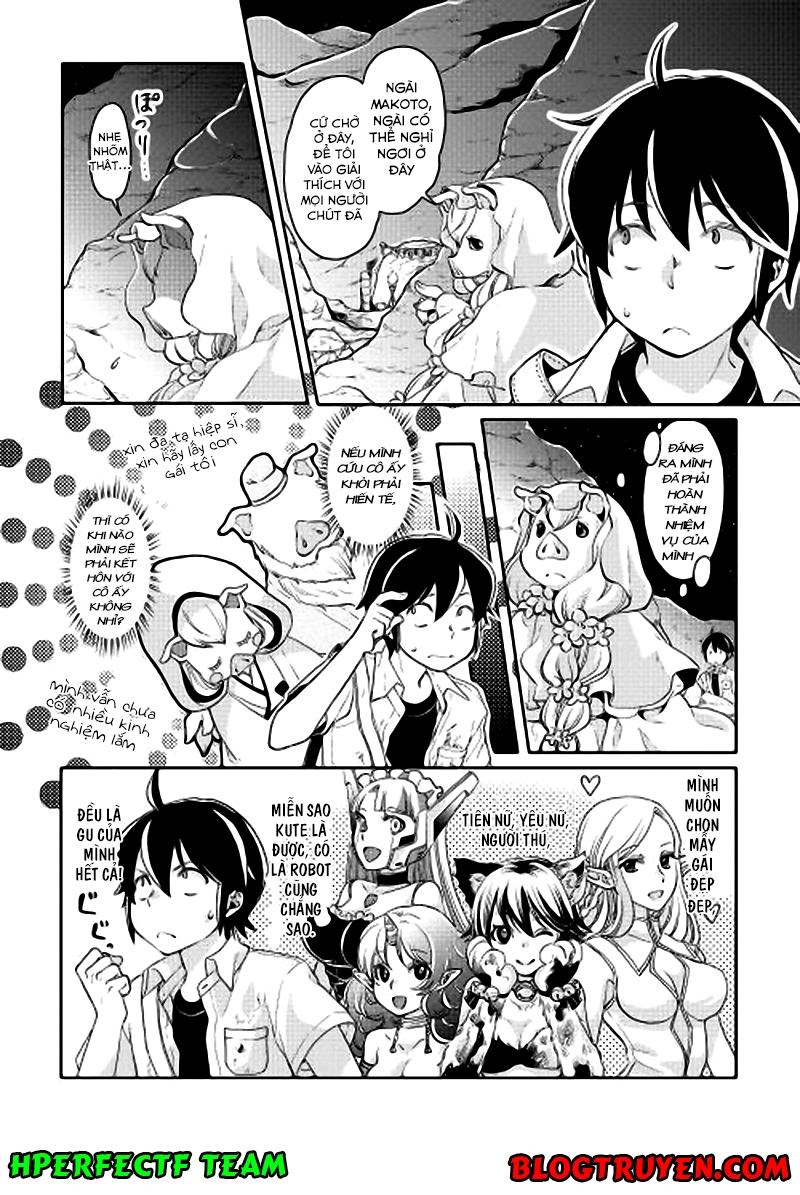 NGÀI
MAKOTO,
NGÀI CÓ
THỂ NGHỈ
NGƠI Ở
ĐÂY
CỨ CHỜ
Ở ĐÂY,
ĐỂ TÔI
VÀO GIẢI
THÍCH VỚI
MỌI NGƯỜI
CHÚT ĐÃ
ぽつり…
NHẸ
NHÕM
THẬT...
ĐÁNG
RA MÌNH
ĐÃ PHẢI
HOÀN
THÀNH
NHIỆM
VỤ CỦA
MÌNH
NẾU MÌNH
CỨU CÔ ẤY
KHỎI PHẢI
HIẾN TẾ,
xin đa tạ hiệp sĩ,
xin hãy lấy con
gái tôi
THÌ CÓ
KHI NÀO
MÌNH SẼ
PHẢI KẾT
HÔN VỚI
CÔ ẤY
KHÔNG
NHỈ?
mình vẫn chưa
có nhiều kinh
nghiệm lắm
MÌNH
MUỐN
CHỌN
MẤY
GÁI ĐẸP
ĐẸP
TIÊN NỮ, YÊU NỮ,
NGƯỜI THÚ,
MIỄN SAO
KUTE LÀ
ĐƯỢC, CÓ
LÀ ROBOT
CŨNG
CHẲNG
SAO.
ĐỀU LÀ
GU CỦA
MÌNH
HẾT CẢ!
ぐぐ…
HPERFECTF TEAM
BLOGTRUYEN.COM